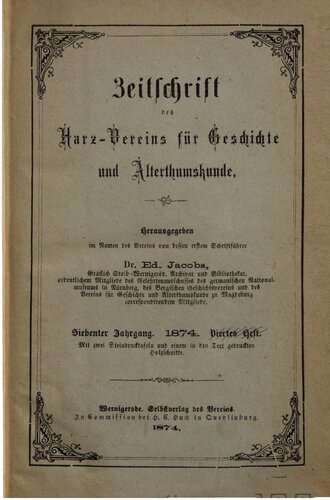 Zeitschrift
des
Harz-Vereins für Geschichte
und Alterthumskunde.
Herausgegeben
im Namen des Vereins von dessen erstem Schriftführer
Dr. Ed. Jacobs,
Gräflich Stolb-Wernigeröd. Archivar und Bibliothekar,
ordentlichem Mitgliede des Gelehrtenausschusses des germanischen National-
museums in Nürnberg, des Bergischen Geschichtsvereins und des
Vereins für Geschichte und Alterthumskunde zu Magdeburg
correspondirendem Mitgliede.
Siebenter Jahrgang. 1874. Viertes Heft.
Mit zwei Steindrucktafeln und einem in den Text gedruckten
Holzschnitte.
Wernigerode. Selbstverlag des Vereins.
In Commission bei H. C. Huch in Quedlinburg.
1874.